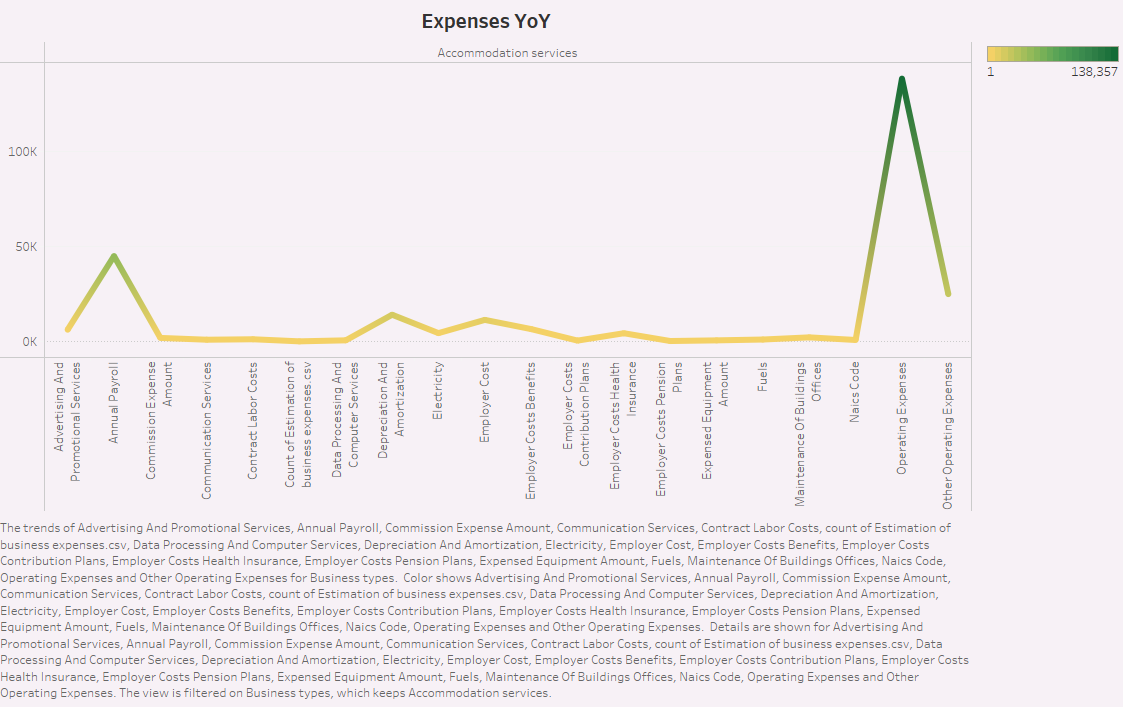 Expenses YoY
Accommodation services
1
138,357
100K
50K
0K
Advertising And
Promotional Services
Annual Payroll
Commission Expense
Amount
Communication Services
Contract Labor Costs
Count of Estimation of
business expenses.csv
Data Processing And
Computer Services
Depreciation And
Amortization
Electricity
Employer Cost
Employer Costs Benefits
Employer Costs
Contribution Plans
Employer Costs Health
Insurance
Employer Costs Pension
Plans
Expensed Equipment
Amount
Fuels
Maintenance Of Buildings
Offices
Naics Code
Operating Expenses
Other Operating Expenses
The trends of Advertising And Promotional Services, Annual Payroll, Commission Expense Amount, Communication Services, Contract Labor Costs, count of Estimation of
business expenses.csv, Data Processing And Computer Services, Depreciation And Amortization, Electricity, Employer Cost, Employer Costs Benefits, Employer Costs
Contribution Plans, Employer Costs Health Insurance, Employer Costs Pension Plans, Expensed Equipment Amount, Fuels, Maintenance Of Buildings Offices, Naics Code,
Operating Expenses and Other Operating Expenses for Business types.  Color shows Advertising And Promotional Services, Annual Payroll, Commission Expense Amount,
Communication Services, Contract Labor Costs, count of Estimation of business expenses.csv, Data Processing And Computer Services, Depreciation And Amortization,
Electricity, Employer Cost, Employer Costs Benefits, Employer Costs Contribution Plans, Employer Costs Health Insurance, Employer Costs Pension Plans, Expensed
Equipment Amount, Fuels, Maintenance Of Buildings Offices, Naics Code, Operating Expenses and Other Operating Expenses.  Details are shown for Advertising And
Promotional Services, Annual Payroll, Commission Expense Amount, Communication Services, Contract Labor Costs, count of Estimation of business expenses.csv, Data
Processing And Computer Services, Depreciation And Amortization, Electricity, Employer Cost, Employer Costs Benefits, Employer Costs Contribution Plans, Employer Costs
Health Insurance, Employer Costs Pension Plans, Expensed Equipment Amount, Fuels, Maintenance Of Buildings Offices, Naics Code, Operating Expenses and Other
Operating Expenses. The view is filtered on Business types, which keeps Accommodation services.